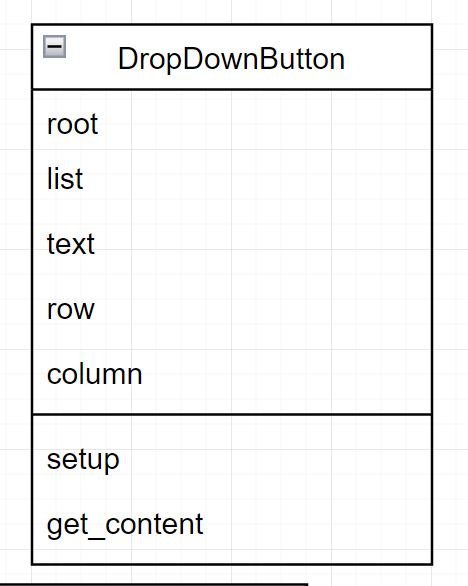 DropDownButton
root
list
text
row
column
setup
get_content